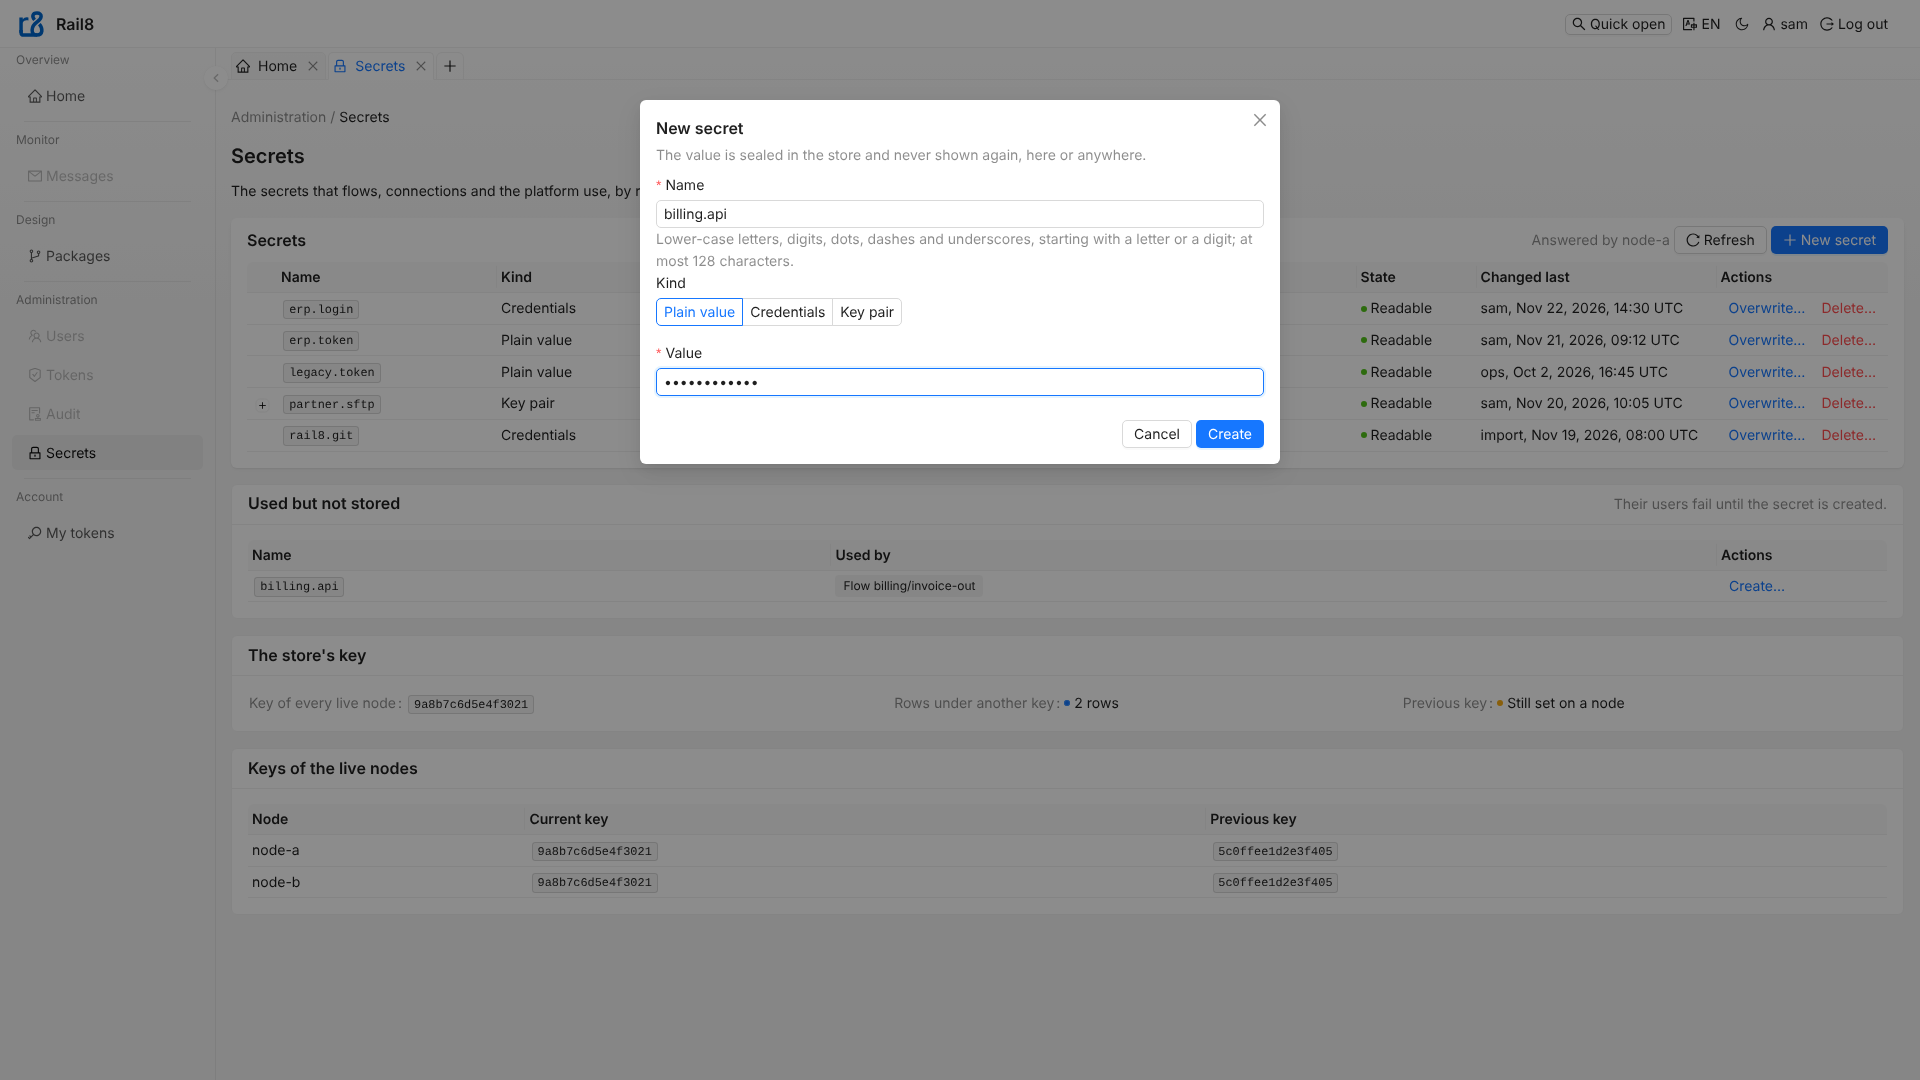 Rail8
Quick open
EN
sam
Log out
Overview
Home
Monitor
Messages
Design
Packages
Administration
Users
Tokens
Audit
Secrets
Account
My tokens
Home
Secrets
Administration / Secrets
Secrets
The secrets that flows, connections and the platform use, by
Secrets
Answered by node-a
Refresh
New secret
Name Kind State Changed last Actions
erp.login Credentials Readable sam, Nov 22, 2026, 14:30 UTC Overwrite... Delete...
erp.token Plain value Readable sam, Nov 21, 2026, 09:12 UTC Overwrite... Delete...
legacy.token Plain value Readable ops, Oct 2, 2026, 16:45 UTC Overwrite... Delete...
partner.sftp Key pair Readable sam, Nov 20, 2026, 10:05 UTC Overwrite... Delete...
rail8.git Credentials Readable import, Nov 19, 2026, 08:00 UTC Overwrite... Delete...
New secret
The value is sealed in the store and never shown again, here or anywhere.
* Name
billing.api
Lower-case letters, digits, dots, dashes and underscores, starting with a letter or a digit; at
most 128 characters.
Kind
Plain value Credentials Key pair
* Value
••••••••••••
Cancel Create
Used but not stored Their users fail until the secret is created.
Name Used by Actions
billing.api Flow billing/invoice-out Create...
The store's key
Key of every live node: 9a8b7c6d5e4f3021 Rows under another key: 2 rows Previous key: Still set on a node
Keys of the live nodes
Node Current key Previous key
node-a 9a8b7c6d5e4f3021 5c0ffee1d2e3f405
node-b 9a8b7c6d5e4f3021 5c0ffee1d2e3f405